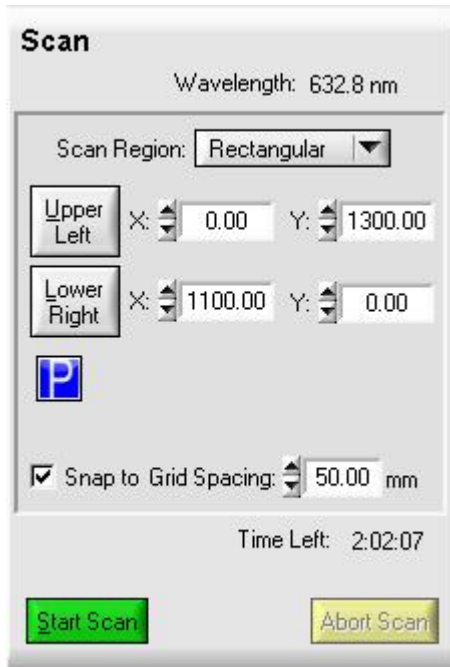 Scan
Wavelength: 632.8 nm
Scan Region: Rectangular
Upper Left X: 0.00 Y: 1300.00
Lower Right X: 1100.00 Y: 0.00
P
Snap to Grid Spacing: 50.00 mm
Time Left: 2:02:07
Start Scan Abort Scan